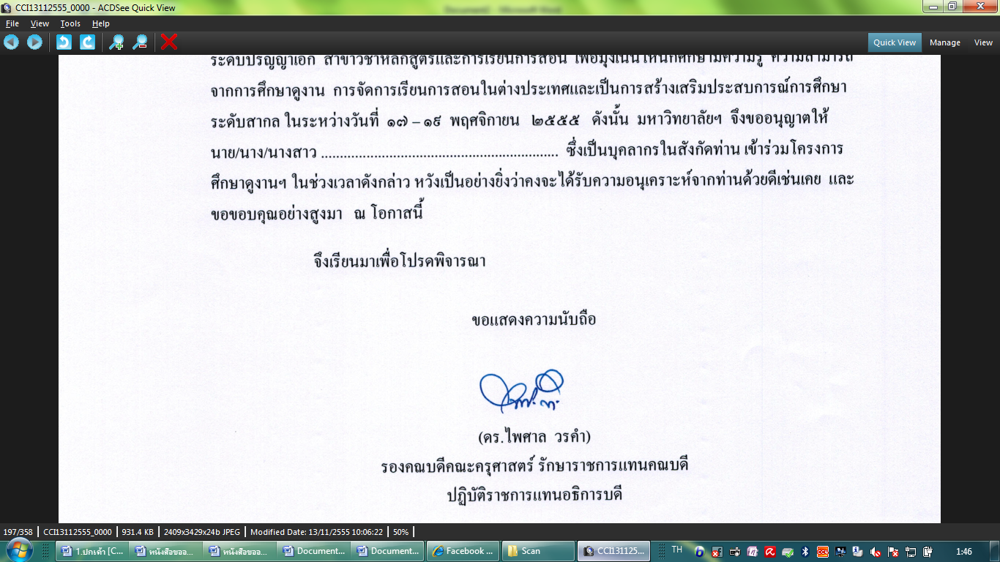 CCI13112555_0000 - ACDSee Quick View
File View Tools Help
Quick View Manage View
ระดับปริญญาเอก สาขาวิชาหลักสูตรและการเรียนการสอน เพื่อมุ่งเน้นให้นักศึกษามีความรู้ ความสามารถ
จากการศึกษาดูงาน การจัดการเรียนการสอนในต่างประเทศและเป็นการสร้างเสริมประสบการณ์การศึกษา
ระดับสากล ในระหว่างวันที่ ๑๗ – ๑๙ พฤศจิกายน ๒๕๕๕ ดังนั้น มหาวิทยาลัยฯ จึงขออนุญาตให้
นาย/นาง/นางสาว ............................................................... ซึ่งเป็นบุคลากรในสังกัดท่าน เข้าร่วมโครงการ
ศึกษาดูงานฯ ในช่วงเวลาดังกล่าว หวังเป็นอย่างยิ่งว่าคงจะได้รับความอนุเคราะห์จากท่านด้วยดีเช่นเคย และ
ขอขอบคุณอย่างสูงมา ณ โอกาสนี้
จึงเรียนมาเพื่อโปรดพิจารณา
ขอแสดงความนับถือ
(ดร.ไพศาล วรคำ)
รองคณบดีคณะครุศาสตร์ รักษาราชการแทนคณบดี
ปฏิบัติราชการแทนอธิการบดี
197/358 CCI13112555_0000 931.4 KB 2409x3429x24b JPEG Modified Date: 13/11/2555 10:06:22 50%
1.ปกเค้า [C... หนังสือขออ... หนังสือขออ... Document... Document... Facebook ... Scan CCI131125... TH 1:46